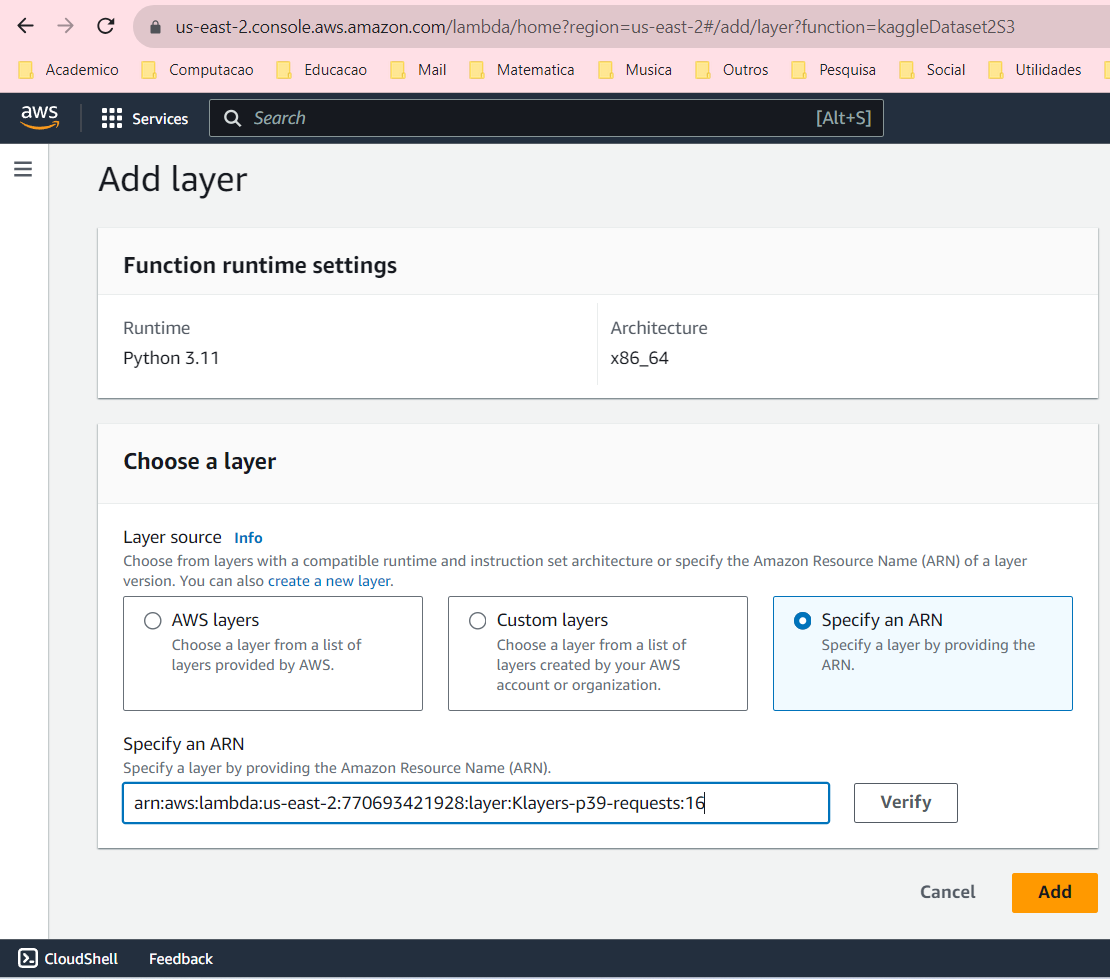 us-east-2.console.aws.amazon.com/lambda/home?region=us-east-2#/add/layer?function=kaggleDataset2S3
Academico Computacao Educacao Mail Matematica Musica Outros Pesquisa Social Utilidades
aws Services Search [Alt+S]
Add layer
Function runtime settings
Runtime Architecture
Python 3.11 x86_64
Choose a layer
Layer source Info
Choose from layers with a compatible runtime and instruction set architecture or specify the Amazon Resource Name (ARN) of a layer
version. You can also create a new layer.
AWS layers
Choose a layer from a list of
layers provided by AWS.
Custom layers
Choose a layer from a list of
layers created by your AWS
account or organization.
Specify an ARN
Specify a layer by providing the
ARN.
Specify an ARN
Specify a layer by providing the Amazon Resource Name (ARN).
arn:aws:lambda:us-east-2:770693421928:layer:Klayers-p39-requests:16
Verify
Cancel Add
CloudShell Feedback